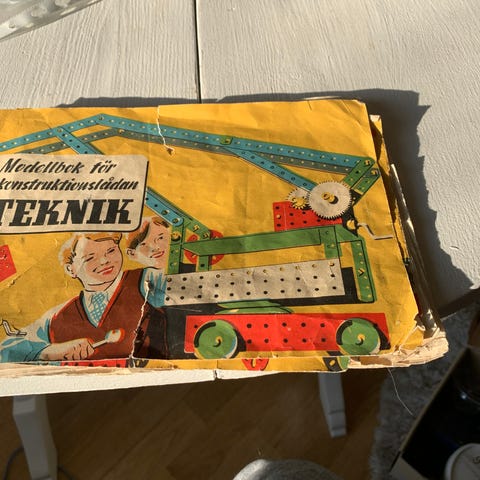 Modellbok för
konstruktionslådan
TEKNIK